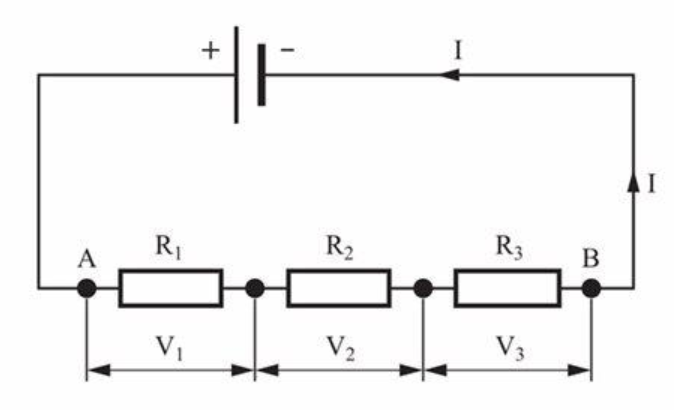 + − I
I
A R₁ R₂ R₃ B
V₁ V₂ V₃